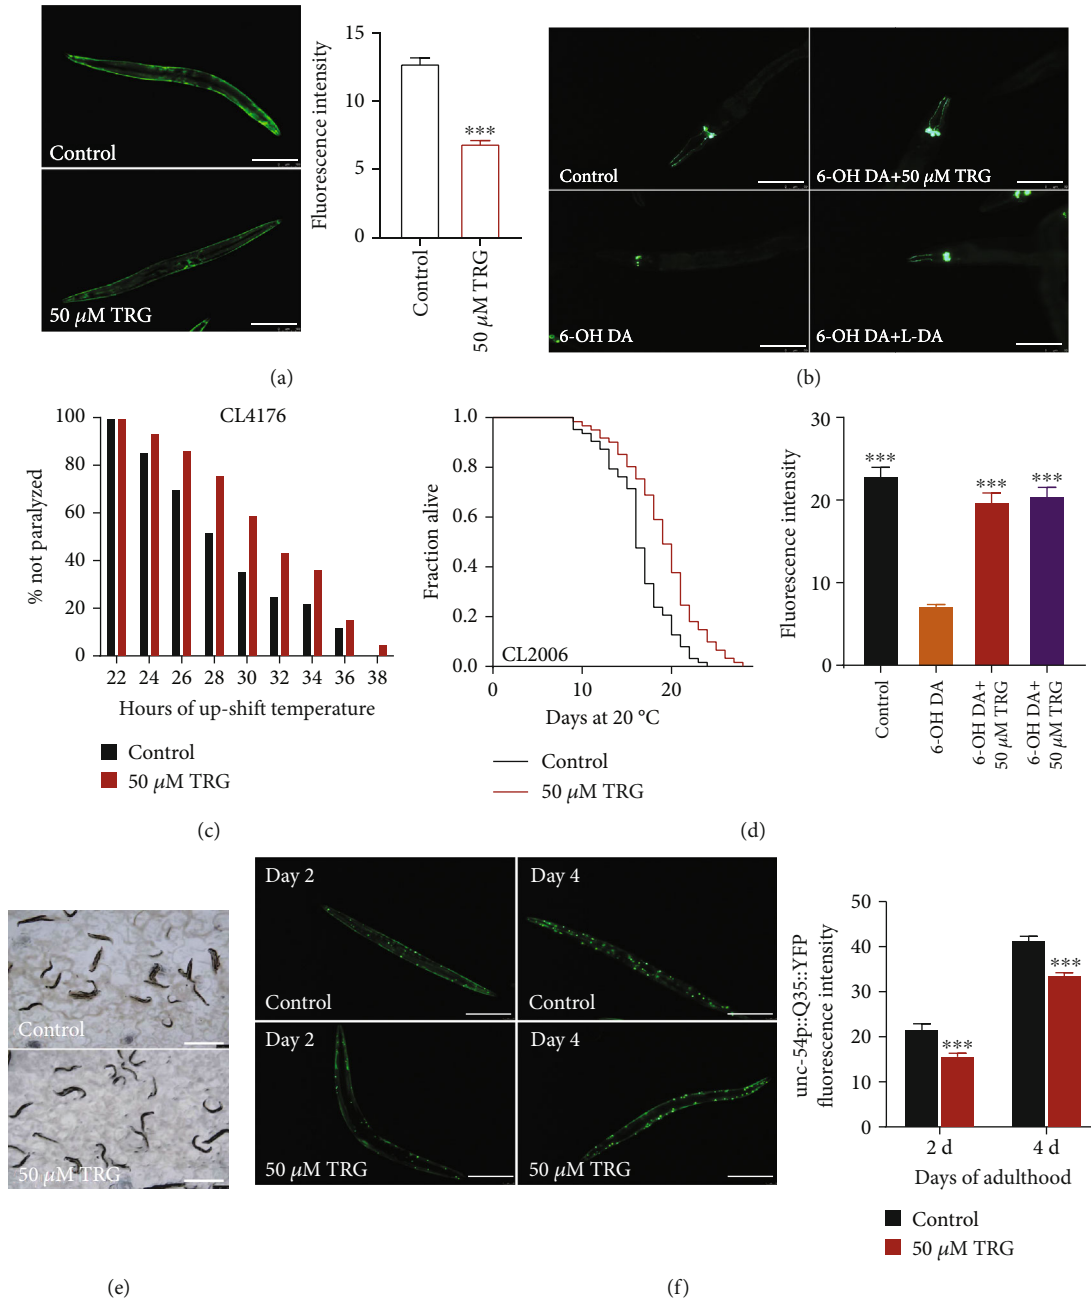 Control
50 μM TRG
15
10
5
0
Fluorescence intensity
***
Control
50 μM TRG
(a)
Control
6-OH DA+50 μM TRG
6-OH DA
6-OH DA+L-DA
(b)
CL4176
100
80
60
40
20
0
% not paralyzed
22 24 26 28 30 32 34 36 38
Hours of up-shift temperature
Control
50 μM TRG
(c)
1.0
0.8
0.6
0.4
0.2
0.0
Fraction alive
CL2006
0 10 20
Days at 20 °C
Control
50 μM TRG
30
20
10
0
Fluorescence intensity
*** *** ***
Control
6-OH DA
6-OH DA+
50 μM TRG
6-OH DA+
50 μM TRG
(d)
Control
50 μM TRG
(e)
Day 2
Control
Day 4
Control
Day 2
50 μM TRG
Day 4
50 μM TRG
50
40
30
20
10
0
unc-54p::Q35::YFP
fluorescence intensity
***
***
2 d 4 d
Days of adulthood
Control
50 μM TRG
(f)